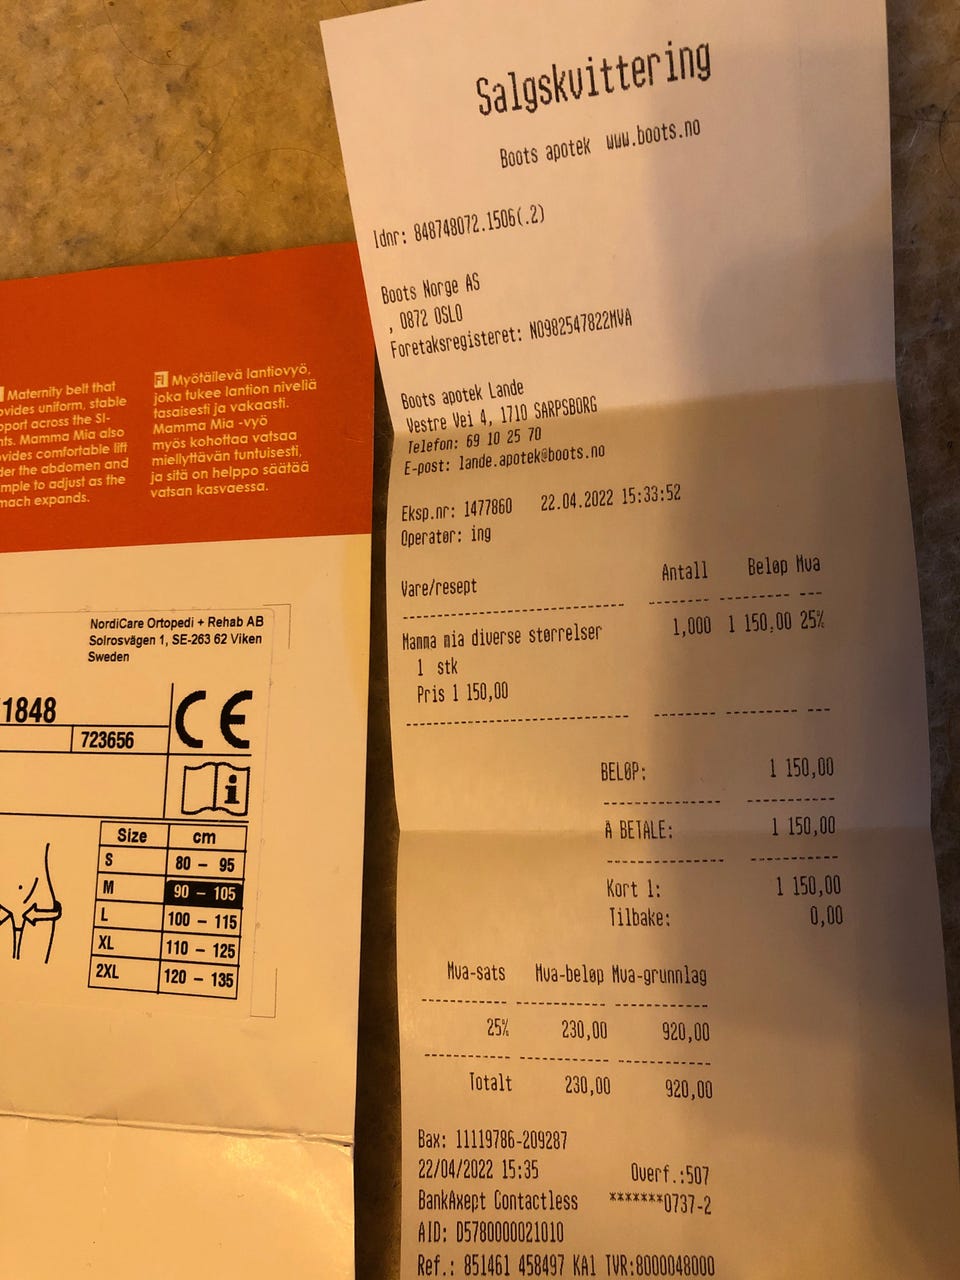 Maternity belt that
ovides uniform, stable
pport across the SI-
nts. Mamma Mia also
ovides comfortable lift
der the abdomen and
mple to adjust as the
mach expands.
FI Myötäilevä lantiovyö,
joka tukee lantion niveliä
tasaisesti ja vakaasti.
Mamma Mia -vyö
myös kohottaa vatsaa
miellyttävän tuntuisesti,
ja sitä on helppo säätää
vatsan kasvaessa.
NordiCare Ortopedi + Rehab AB
Solrosvägen 1, SE-263 62 Viken
Sweden
1848
723656
CE
i
Size cm
S 80 – 95
M 90 – 105
L 100 – 115
XL 110 – 125
2XL 120 – 135
Salgskvittering
Boots apotek www.boots.no
Idnr: 848748072.1506(.2)
Boots Norge AS
, 0872 OSLO
Foretaksregisteret: NO982547822MVA
Boots apotek Lande
Vestre Vei 4, 1710 SARPSBORG
Telefon: 69 10 25 70
E-post: lande.apotek@boots.no
Eksp.nr: 1477860 22.04.2022 15:33:52
Operatør: ing
Vare/resept Antall Beløp Mva
Mamma mia diverse størrelser 1,000 1 150,00 25%
1 stk
Pris 1 150,00
BELØP: 1 150,00
Å BETALE: 1 150,00
Kort 1: 1 150,00
Tilbake: 0,00
Mva-sats Mva-beløp Mva-grunnlag
25% 230,00 920,00
Totalt 230,00 920,00
Bax: 11119786-209287
22/04/2022 15:35 Overf.:507
BankAxept Contactless *******0737-2
AID: D5780000021010
Ref.: 851461 458497 KA1 TVR:8000048000